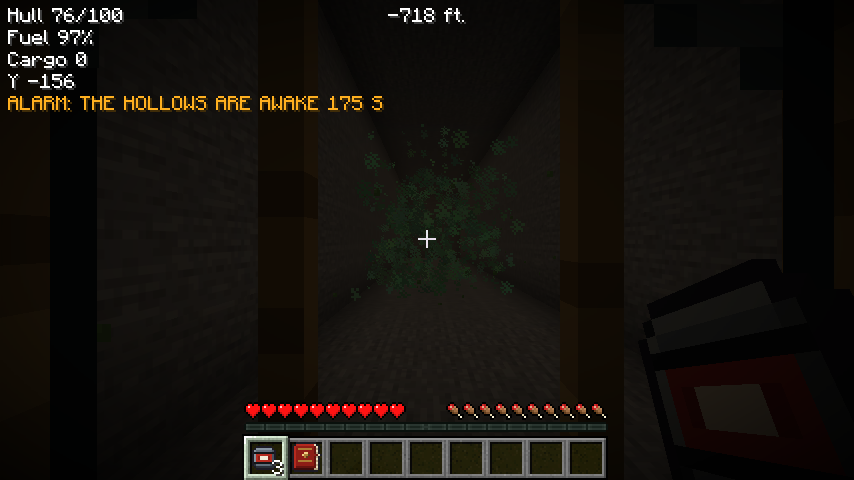 Hull 76/100
-718 ft.
Fuel 97%
Cargo 0
Y -156
ALARM: THE HOLLOWS ARE AWAKE 175 S
3